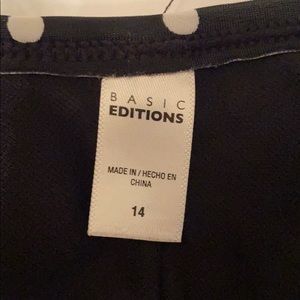 BASIC
EDITIONS
MADE IN / HECHO EN
CHINA
14